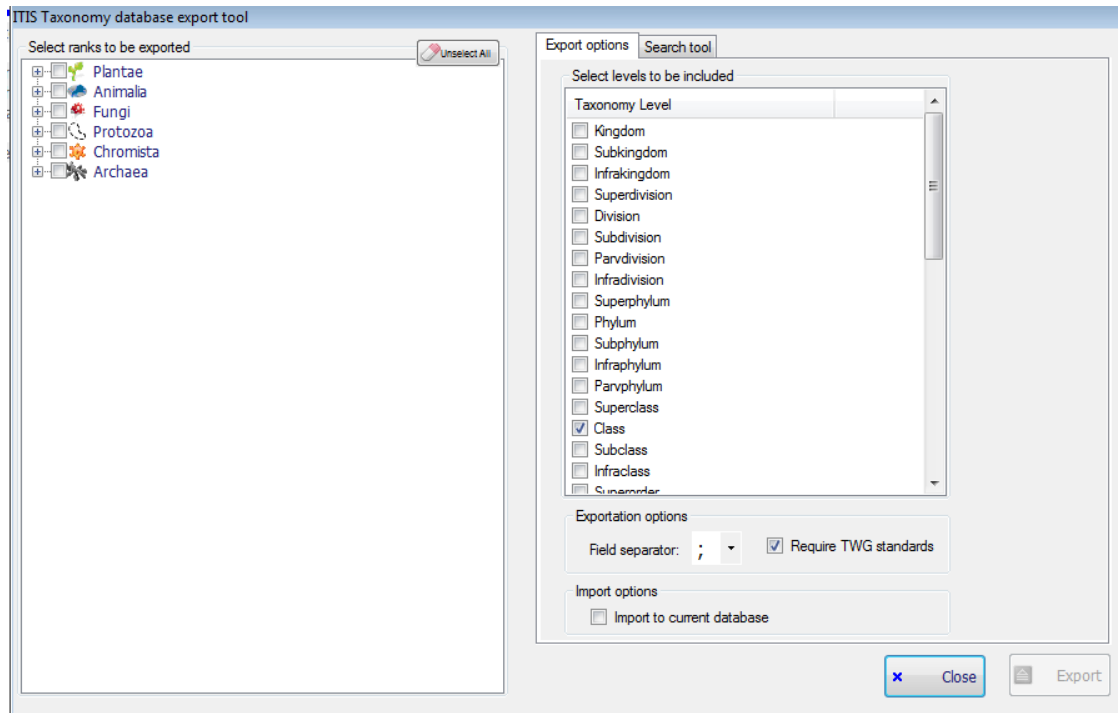 ITIS Taxonomy database export tool
Select ranks to be exported
Unselect All
Plantae
Animalia
Fungi
Protozoa
Chromista
Archaea
Export options
Search tool
Select levels to be included
Taxonomy Level
Kingdom
Subkingdom
Infrakingdom
Superdivision
Division
Subdivision
Parvdivision
Infradivision
Superphylum
Phylum
Subphylum
Infraphylum
Parvphylum
Superclass
Class
Subclass
Infraclass
Superorder
Exportation options
Field separator: ;
Require TWG standards
Import options
Import to current database
Close
Export